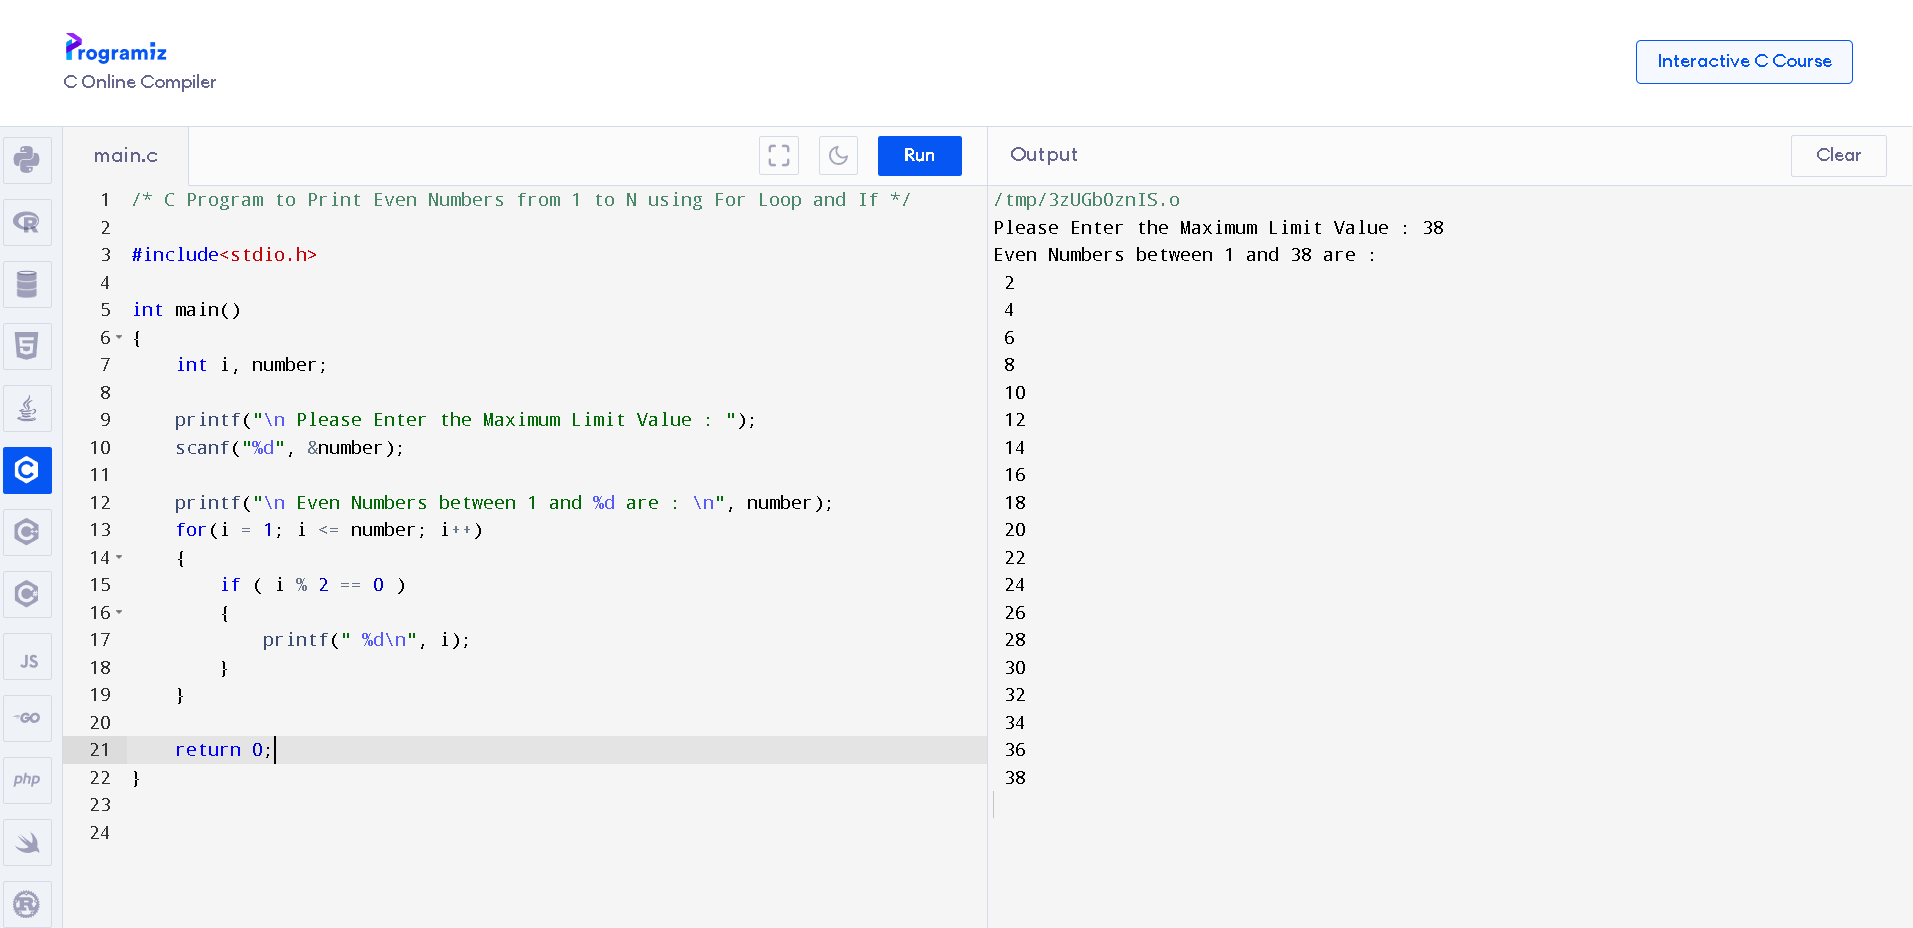 Programiz
C Online Compiler
Interactive C Course
main.c
Run
Output
Clear
1 /* C Program to Print Even Numbers from 1 to N using For Loop and If */
2
3 #include<stdio.h>
4
5 int main()
6 {
7     int i, number;
8
9     printf("\n Please Enter the Maximum Limit Value : ");
10     scanf("%d", &number);
11
12     printf("\n Even Numbers between 1 and %d are : \n", number);
13     for(i = 1; i <= number; i++)
14     {
15         if ( i % 2 == 0 )
16         {
17             printf(" %d\n", i);
18         }
19     }
20
21     return 0;
22 }
23
24
/tmp/3zUGbOznIS.o
Please Enter the Maximum Limit Value : 38
Even Numbers between 1 and 38 are :
2
4
6
8
10
12
14
16
18
20
22
24
26
28
30
32
34
36
38
R
5
C
C
C#
JS
GO
php
R